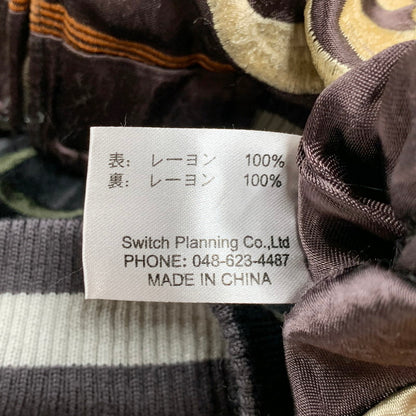 表: レーヨン 100%
裏: レーヨン 100%
Switch Planning Co.,Ltd
PHONE: 048-623-4487
MADE IN CHINA